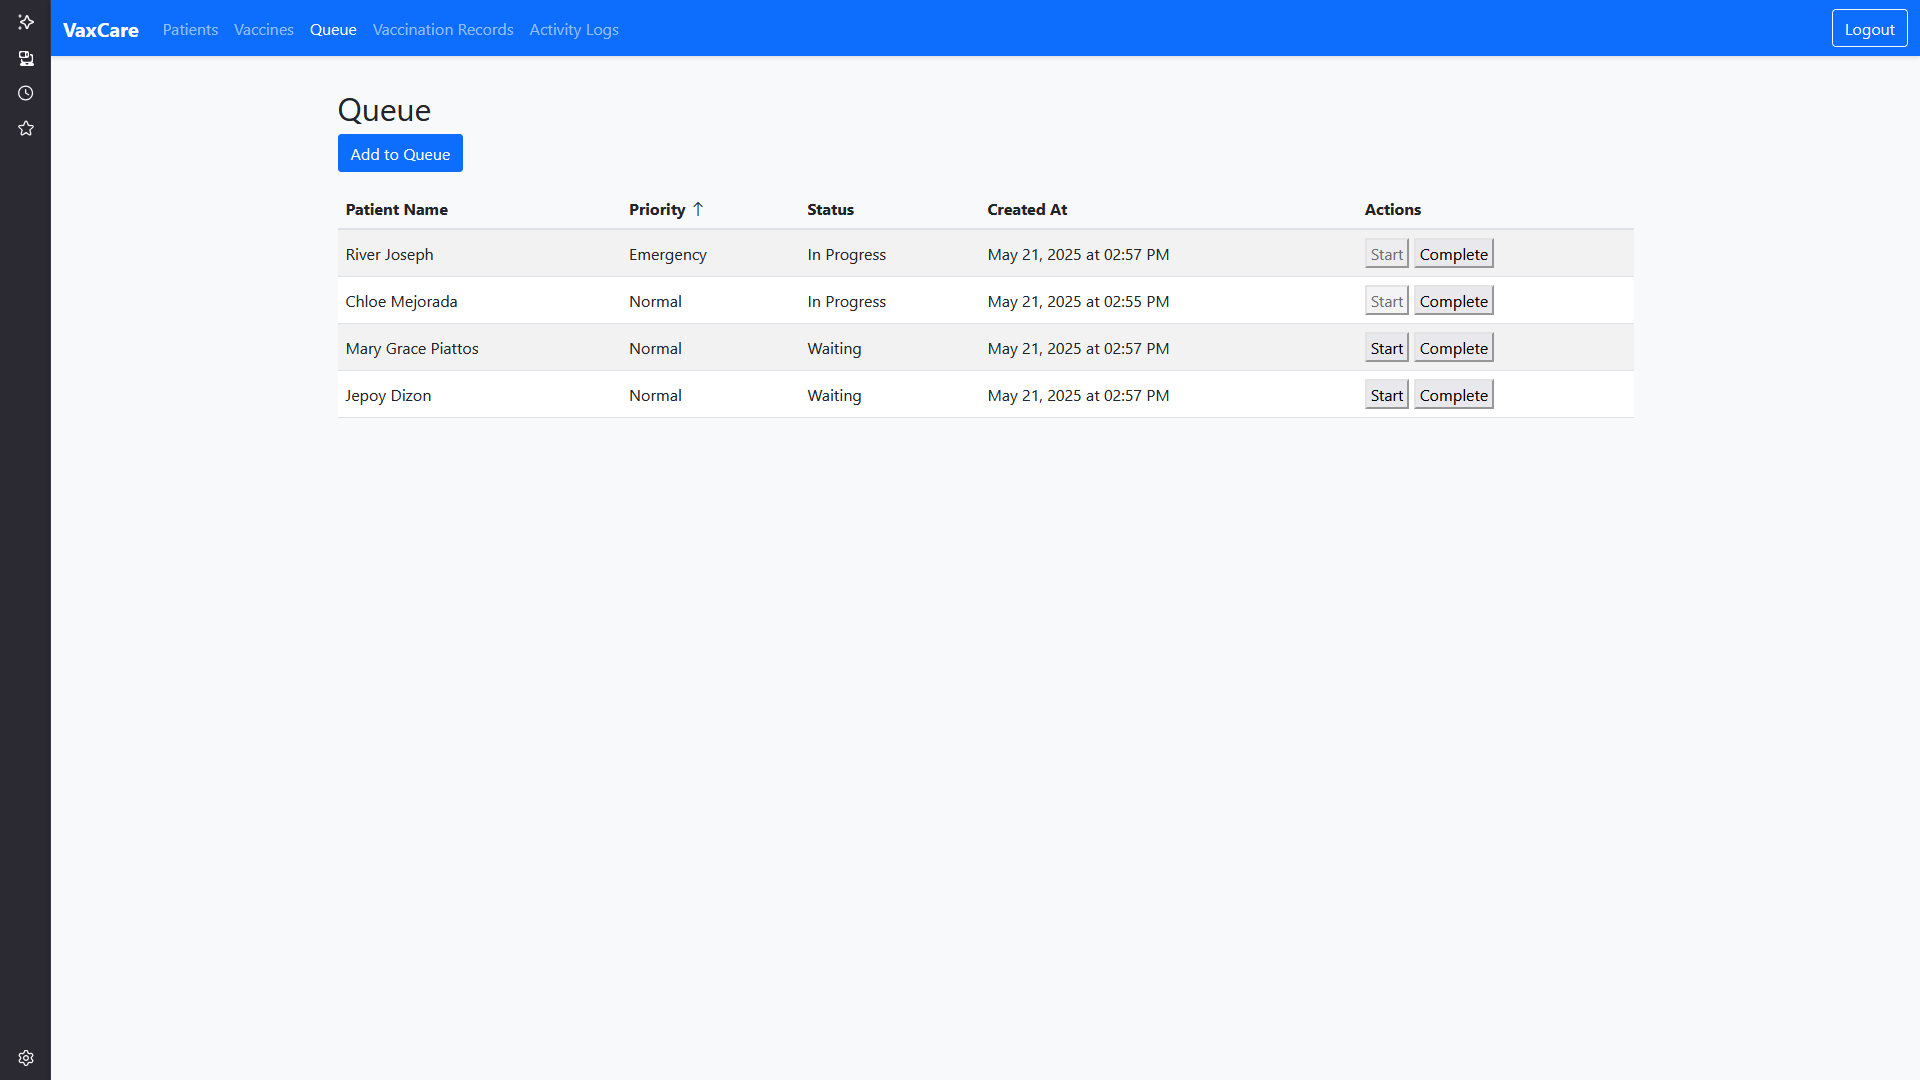 VaxCare Patients Vaccines Queue Vaccination Records Activity Logs Logout
Queue
Add to Queue
Patient Name Priority ↑ Status Created At Actions
River Joseph Emergency In Progress May 21, 2025 at 02:57 PM Start Complete
Chloe Mejorada Normal In Progress May 21, 2025 at 02:55 PM Start Complete
Mary Grace Piattos Normal Waiting May 21, 2025 at 02:57 PM Start Complete
Jepoy Dizon Normal Waiting May 21, 2025 at 02:57 PM Start Complete